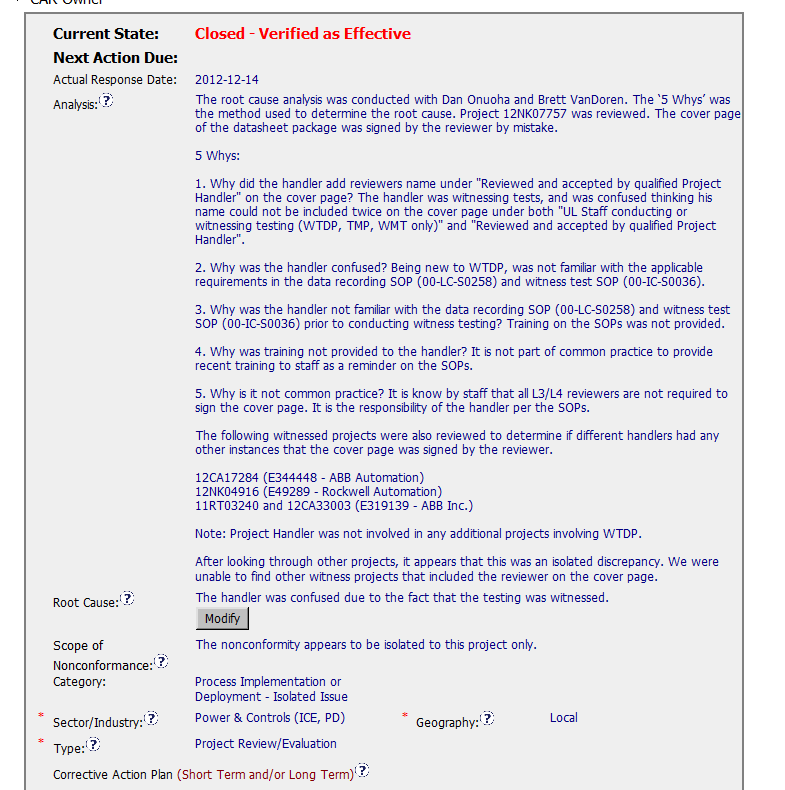 * CAR Owner
Current State: Closed - Verified as Effective
Next Action Due:
Actual Response Date: 2012-12-14
Analysis:? The root cause analysis was conducted with Dan Onuoha and Brett VanDoren. The ‘5 Whys’ was
the method used to determine the root cause. Project 12NK07757 was reviewed. The cover page
of the datasheet package was signed by the reviewer by mistake.
5 Whys:
1. Why did the handler add reviewers name under "Reviewed and accepted by qualified Project
Handler" on the cover page? The handler was witnessing tests, and was confused thinking his
name could not be included twice on the cover page under both "UL Staff conducting or
witnessing testing (WTDP, TMP, WMT only)" and "Reviewed and accepted by qualified Project
Handler".
2. Why was the handler confused? Being new to WTDP, was not familiar with the applicable
requirements in the data recording SOP (00-LC-S0258) and witness test SOP (00-IC-S0036).
3. Why was the handler not familiar with the data recording SOP (00-LC-S0258) and witness test
SOP (00-IC-S0036) prior to conducting witness testing? Training on the SOPs was not provided.
4. Why was training not provided to the handler? It is not part of common practice to provide
recent training to staff as a reminder on the SOPs.
5. Why is it not common practice? It is know by staff that all L3/L4 reviewers are not required to
sign the cover page. It is the responsibility of the handler per the SOPs.
The following witnessed projects were also reviewed to determine if different handlers had any
other instances that the cover page was signed by the reviewer.
12CA17284 (E344448 - ABB Automation)
12NK04916 (E49289 - Rockwell Automation)
11RT03240 and 12CA33003 (E319139 - ABB Inc.)
Note: Project Handler was not involved in any additional projects involving WTDP.
After looking through other projects, it appears that this was an isolated discrepancy. We were
unable to find other witness projects that included the reviewer on the cover page.
Root Cause:? The handler was confused due to the fact that the testing was witnessed.
Modify
Scope of The nonconformity appears to be isolated to this project only.
Nonconformance:?
Category: Process Implementation or
Deployment - Isolated Issue
* Sector/Industry:? Power & Controls (ICE, PD) * Geography:? Local
* Type:? Project Review/Evaluation
Corrective Action Plan (Short Term and/or Long Term)?